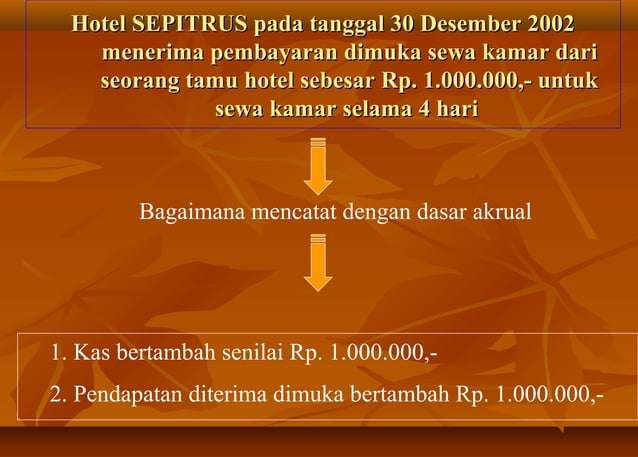 Hotel SEPITRUS pada tanggal 30 Desember 2002
menerima pembayaran dimuka sewa kamar dari
seorang tamu hotel sebesar Rp. 1.000.000,- untuk
sewa kamar selama 4 hari
Bagaimana mencatat dengan dasar akrual
1. Kas bertambah senilai Rp. 1.000.000,-
2. Pendapatan diterima dimuka bertambah Rp. 1.000.000,-